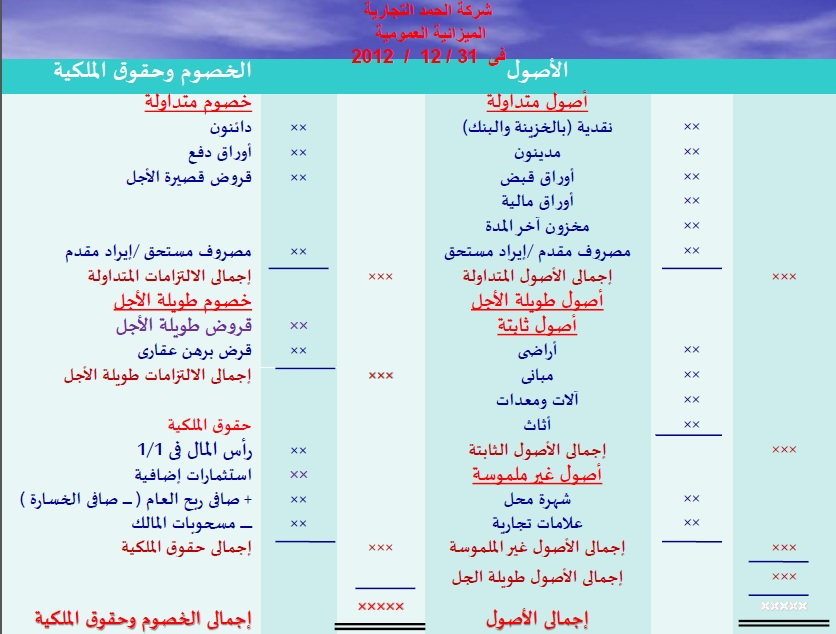 شركة الحمد التجارية
الميزانية العمومية
في 31 / 12 / 2012
الأصول
أصول متداولة
×× نقدية (بالخزينة والبنك)
×× مدينون
×× أوراق قبض
×× أوراق مالية
×× مخزون آخر المدة
×× مصروف مقدم /إيراد مستحق
××× إجمالى الأصول المتداولة
أصول طويلة الأجل
أصول ثابتة
×× أراضى
×× مبانى
×× آلات ومعدات
×× أثاث
××× إجمالى الأصول الثابتة
أصول غير ملموسة
×× شهرة محل
×× علامات تجارية
××× إجمالى الأصول غير الملموسة
××× إجمالى الأصول طويلة الجل
××××× إجمالى الأصول
الخصوم وحقوق الملكية
خصوم متداولة
×× دائنون
×× أوراق دفع
×× قروض قصيرة الأجل
×× مصروف مستحق /إيراد مقدم
××× إجمالى الالتزامات المتداولة
خصوم طويلة الأجل
×× قروض طويلة الأجل
×× قرض برهن عقارى
××× إجمالى الالتزامات طويلة الأجل
حقوق الملكية
×× رأس المال فى 1/1
×× استثمارات إضافية
×× + صافى ربح العام ( – صافى الخسارة )
×× – مسحوبات المالك
××× إجمالى حقوق الملكية
××××× إجمالى الخصوم وحقوق الملكية